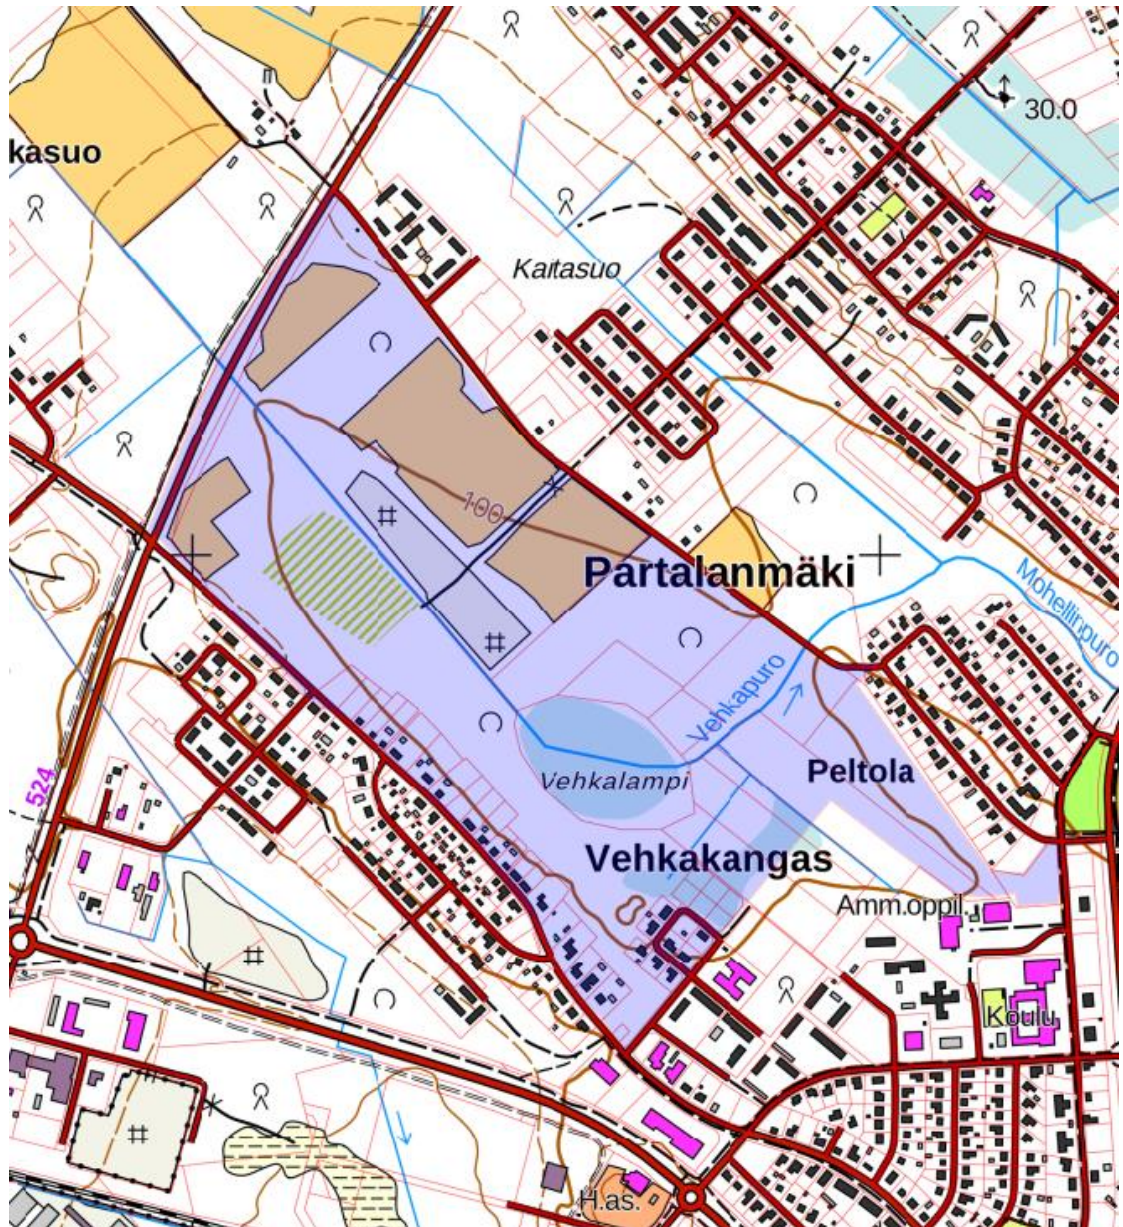 30.0
kasuo
Kaitasuo
100
Partalanmäki
Mohellinpuro
Vehkapuro
524
Vehkalampi
Peltola
Vehkakangas
Amm.oppil.
Koulu
H.as.